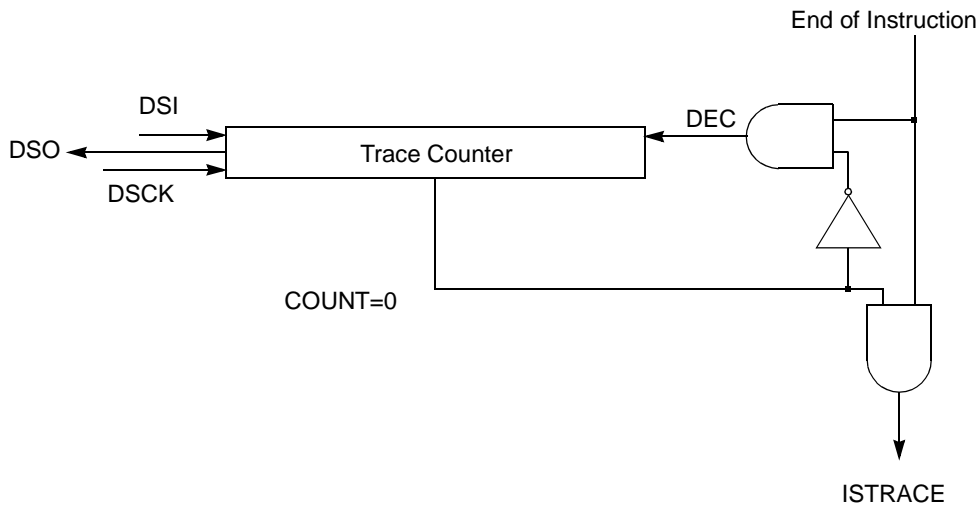 End of Instruction
DSI
DEC
DSO
Trace Counter
DSCK
COUNT=0
ISTRACE